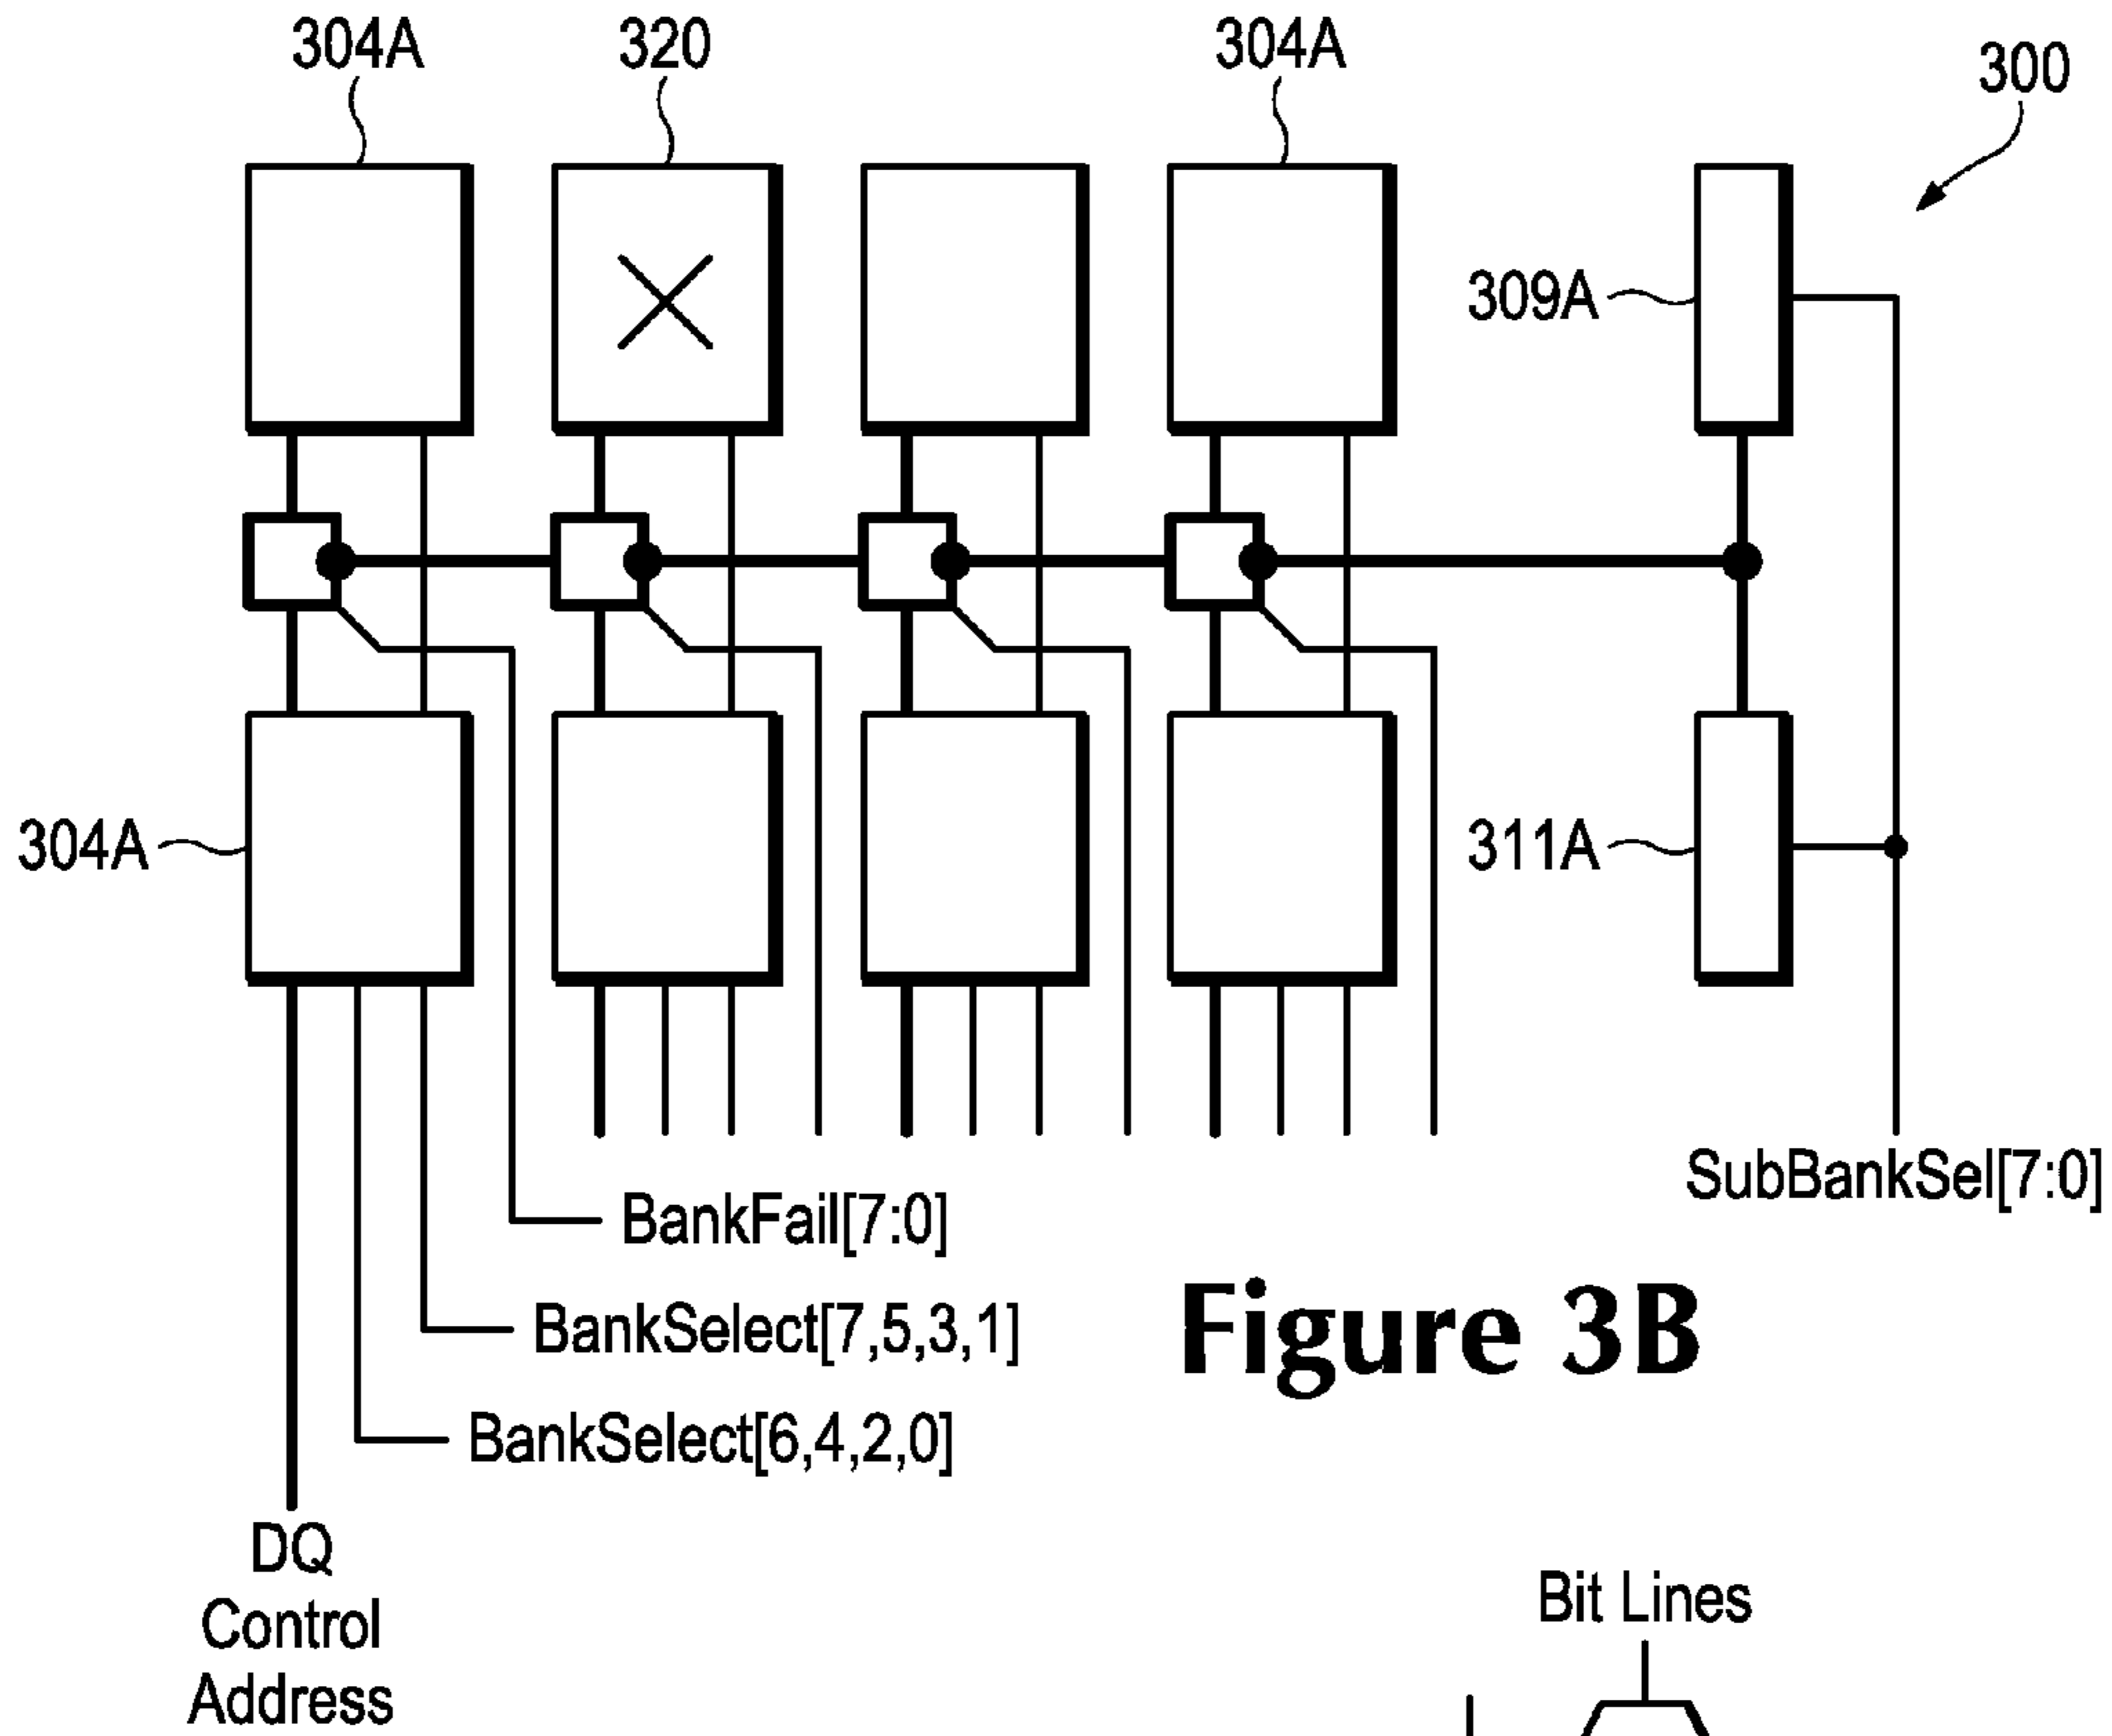 304A
320
304A
300
309A
304A
311A
SubBankSel[7:0]
BankFail[7:0]
BankSelect[7,5,3,1]
Figure 3B
BankSelect[6,4,2,0]
DQ
Control
Address
Bit Lines